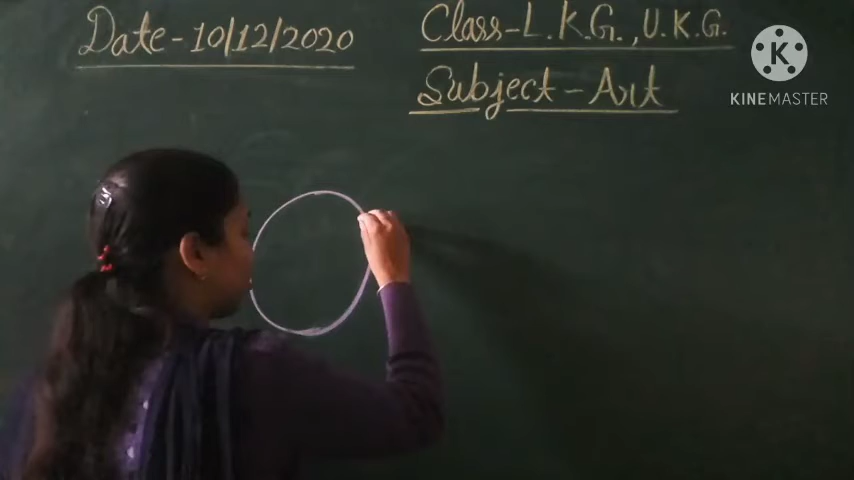 Date - 10/12/2020
Class - L.K.G., U.K.G.
Subject - Art
K
KINEMASTER